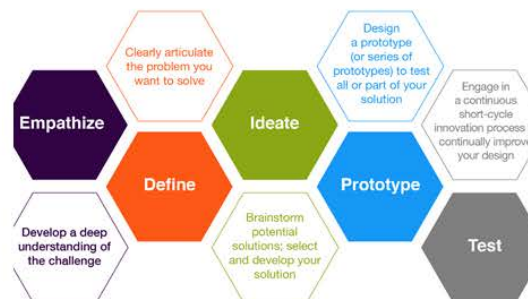 Empathize
Develop a deep
understanding of
the challenge
Clearly articulate
the problem you
want to solve
Define
Ideate
Brainstorm
potential
solutions; select
and develop your
solution
Design
a prototype
(or series of
prototypes) to test
all or part of your
solution
Prototype
Engage in
a continuous
short-cycle
innovation process
continually improve
your design
Test